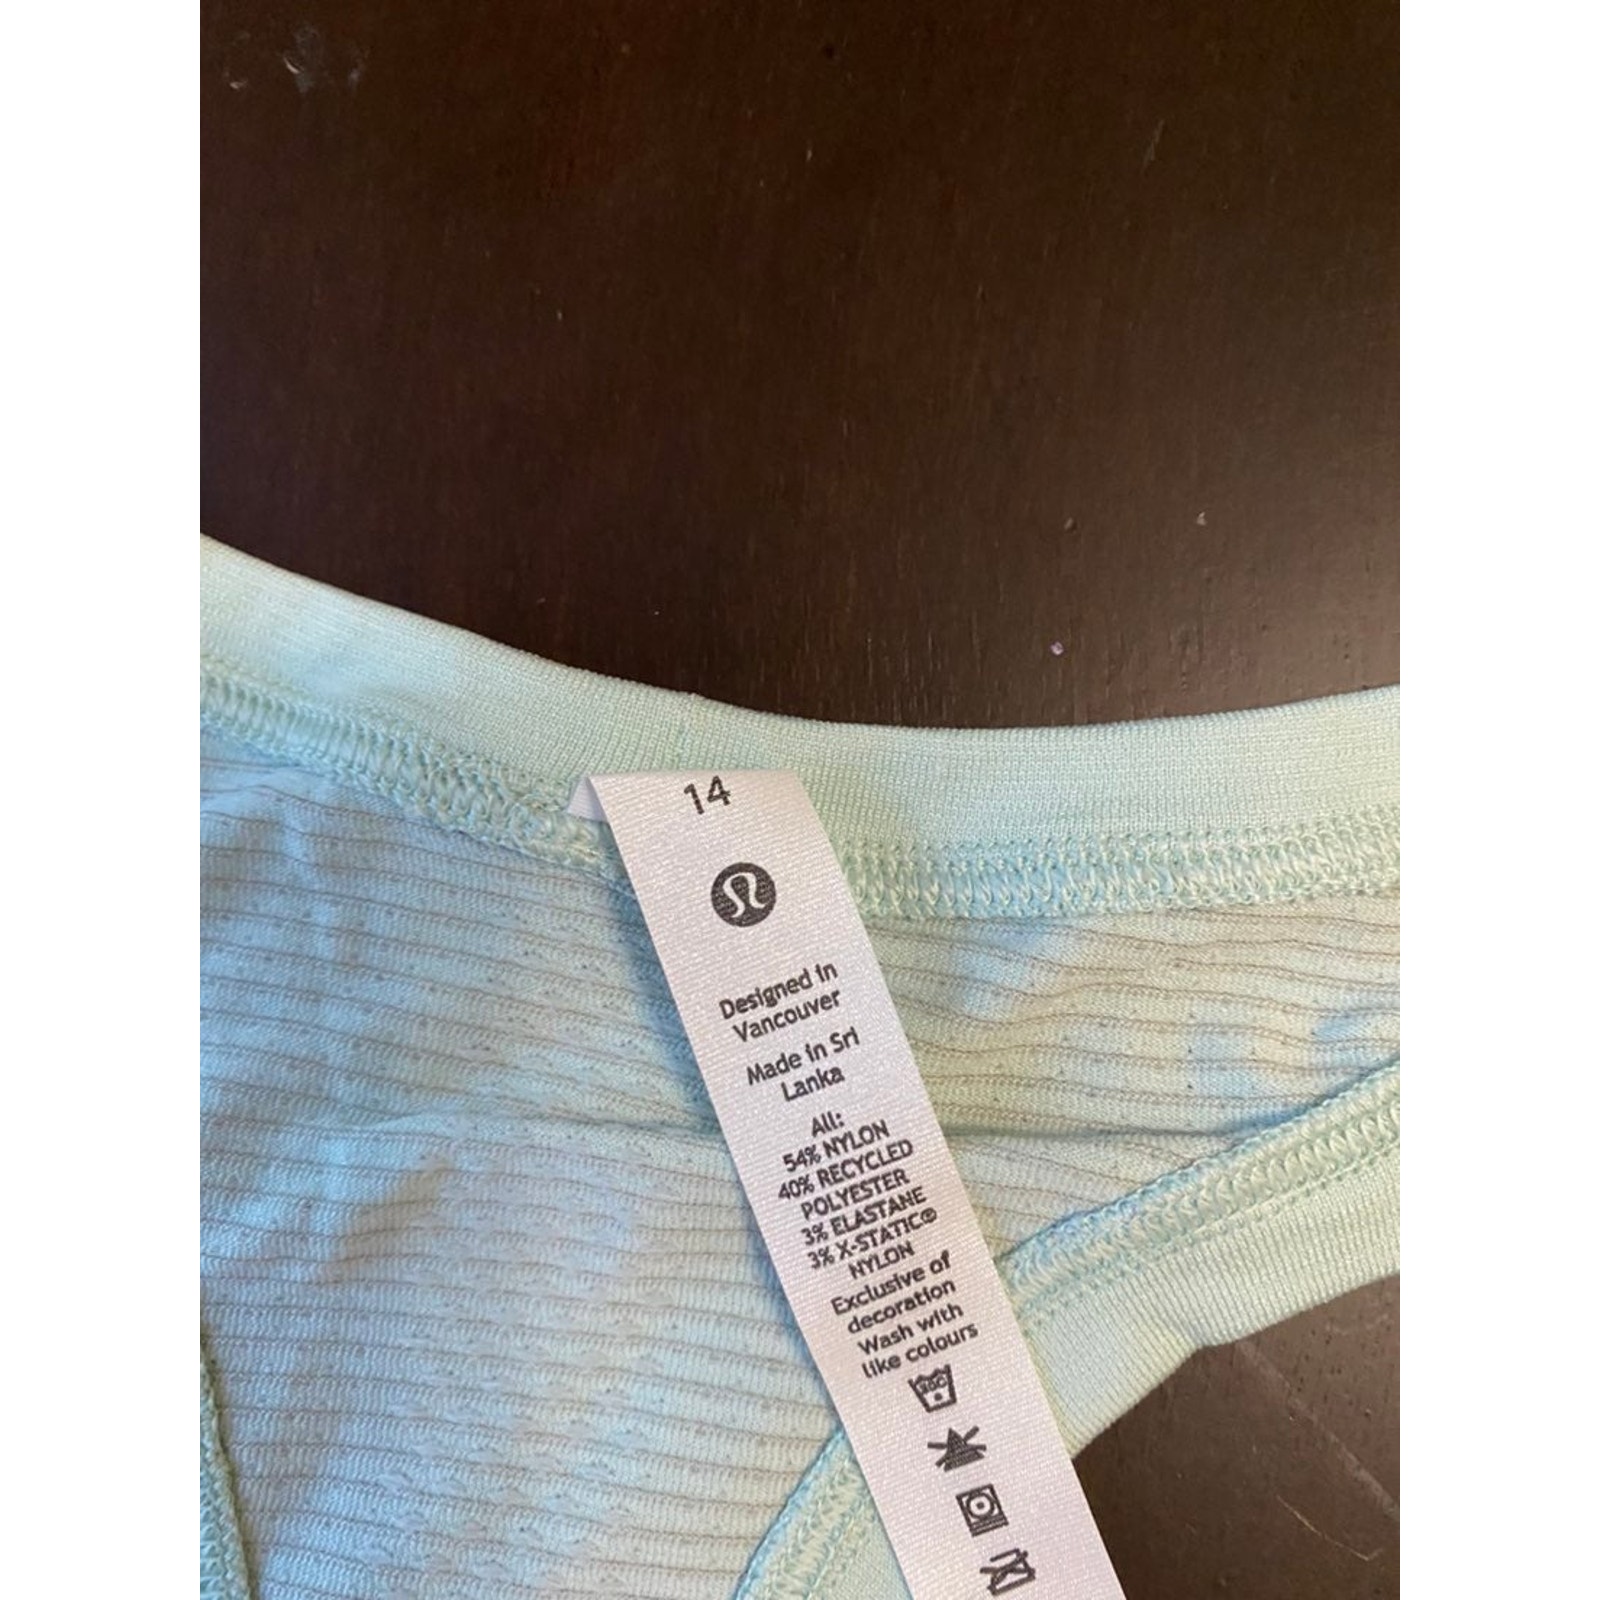 14
Designed in
Vancouver
Made in Sri
Lanka
All:
54% NYLON
40% RECYCLED
POLYESTER
3% ELASTANE
3% X-STATIC®
NYLON
Exclusive of
decoration
Wash with
like colours
30C